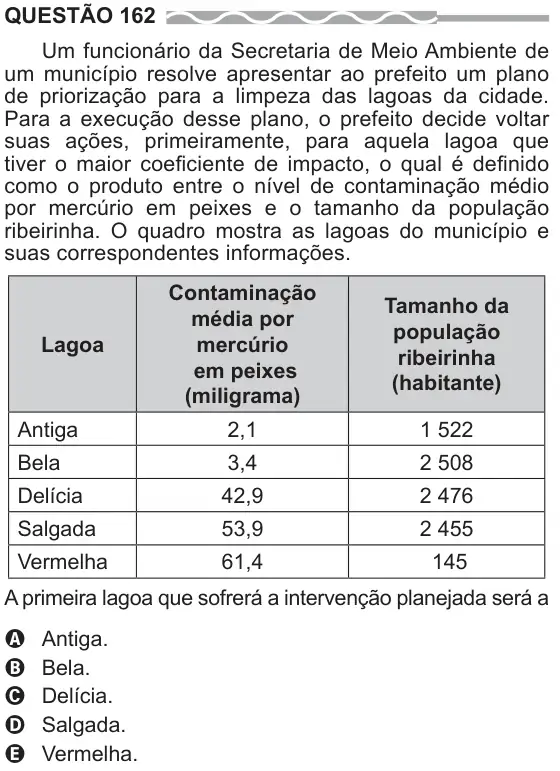 QUESTÃO 162
Um funcionário da Secretaria de Meio Ambiente de
um município resolve apresentar ao prefeito um plano
de priorização para a limpeza das lagoas da cidade.
Para a execução desse plano, o prefeito decide voltar
suas ações, primeiramente, para aquela lagoa que
tiver o maior coeficiente de impacto, o qual é definido
como o produto entre o nível de contaminação médio
por mercúrio em peixes e o tamanho da população
ribeirinha. O quadro mostra as lagoas do município e
suas correspondentes informações.
Lagoa
Contaminação
média por
mercúrio
em peixes
(miligrama)
Tamanho da
população
ribeirinha
(habitante)
Antiga 2,1 1 522
Bela 3,4 2 508
Delícia 42,9 2 476
Salgada 53,9 2 455
Vermelha 61,4 145
A primeira lagoa que sofrerá a intervenção planejada será a
A Antiga.
B Bela.
C Delícia.
D Salgada.
E Vermelha.